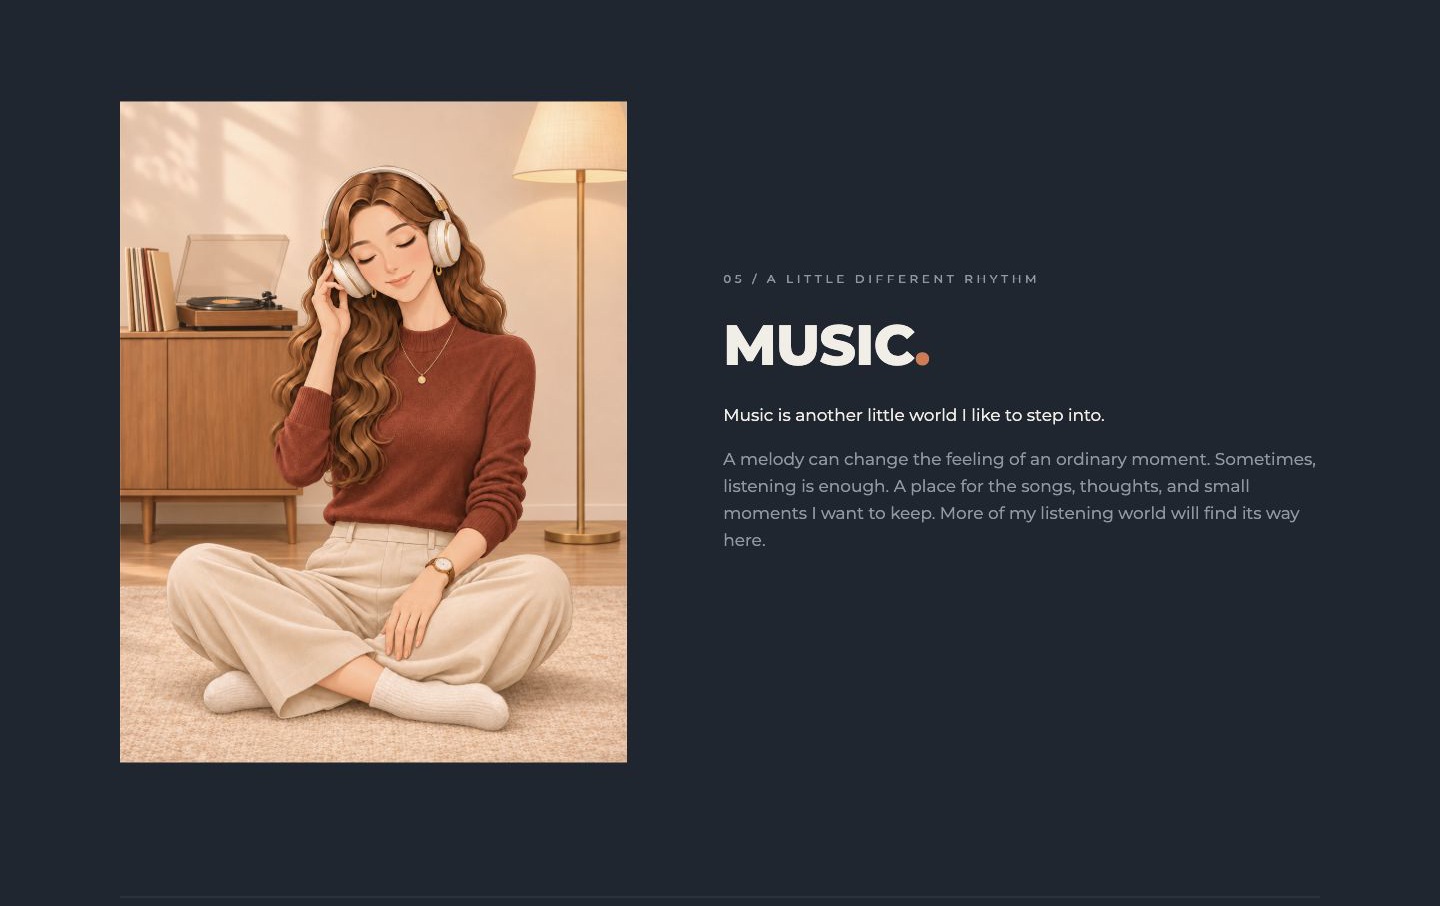 05 / A LITTLE DIFFERENT RHYTHM
MUSIC.
Music is another little world I like to step into.
A melody can change the feeling of an ordinary moment. Sometimes,
listening is enough. A place for the songs, thoughts, and small
moments I want to keep. More of my listening world will find its way
here.